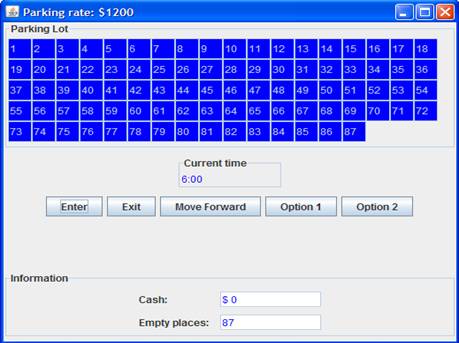 Parking rate: $1200
Parking Lot
1 2 3 4 5 6 7 8 9 10 11 12 13 14 15 16 17 18
19 20 21 22 23 24 25 26 27 28 29 30 31 32 33 34 35 36
37 38 39 40 41 42 43 44 45 46 47 48 49 50 51 52 53 54
55 56 57 58 59 60 61 62 63 64 65 66 67 68 69 70 71 72
73 74 75 76 77 78 79 80 81 82 83 84 85 86 87
Current time
6:00
Enter Exit Move Forward Option 1 Option 2
Information
Cash: $ 0
Empty places: 87